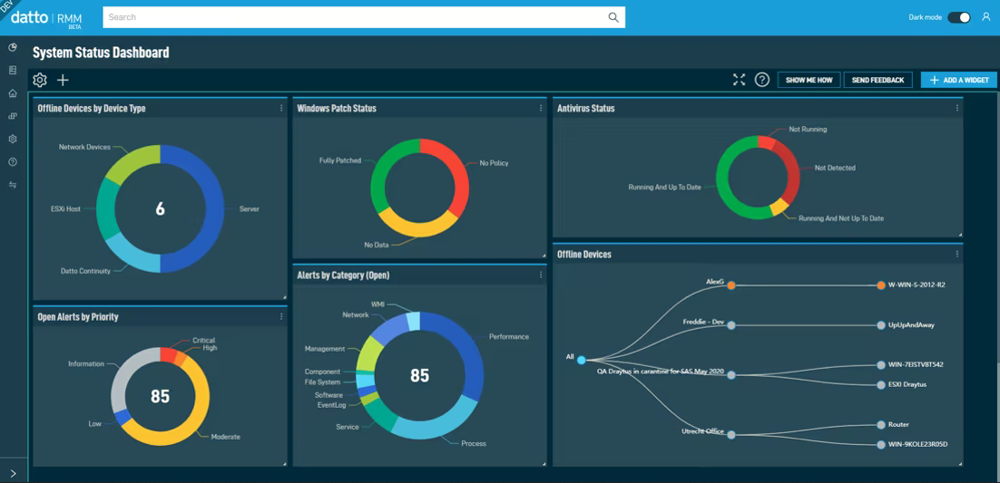 DEV
datto | RMM
BETA
Search
Dark mode
System Status Dashboard
SHOW ME HOW
SEND FEEDBACK
+ ADD A WIDGET
Offline Devices by Device Type
Network Devices
ESXi Host
6
Server
Datto Continuity
Windows Patch Status
Fully Patched
No Policy
No Data
Antivirus Status
Not Running
Not Detected
Running And Up To Date
Running And Not Up To Date
Open Alerts by Priority
Critical
High
Information
85
Low
Moderate
Alerts by Category (Open)
WMI
Network
Performance
Management
Component
File System
85
Software
EventLog
Service
Process
Offline Devices
AlexG
W-WIN-S-2012-R2
Freddie - Dev
UpUpAndAway
All
QA Draytus in carantine for SAS May 2020
WIN-7EISTV8T542
ESXI Draytus
Utrecht Office
Router
WIN-9KOLE23R0SD